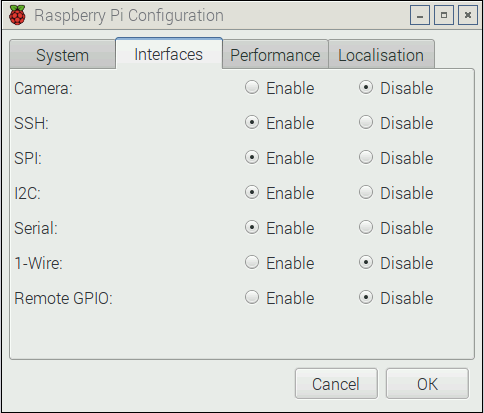 Raspberry Pi Configuration
System Interfaces Performance Localisation
Camera: Enable Disable
SSH: Enable Disable
SPI: Enable Disable
I2C: Enable Disable
Serial: Enable Disable
1-Wire: Enable Disable
Remote GPIO: Enable Disable
Cancel OK